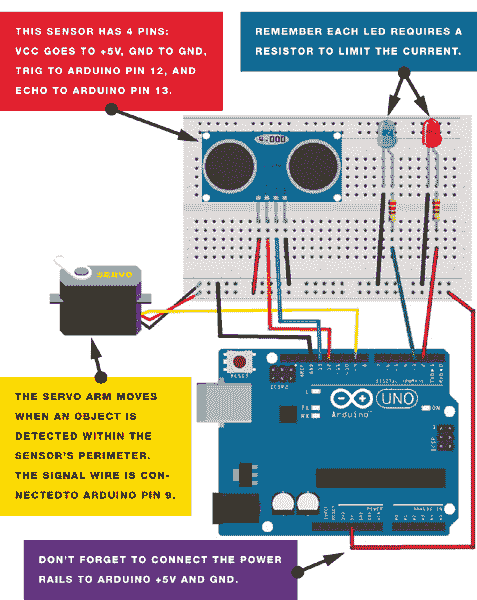 THIS SENSOR HAS 4 PINS:
VCC GOES TO +5V, GND TO GND,
TRIG TO ARDUINO PIN 12, AND
ECHO TO ARDUINO PIN 13.
REMEMBER EACH LED REQUIRES A
RESISTOR TO LIMIT THE CURRENT.
SERVO
THE SERVO ARM MOVES
WHEN AN OBJECT IS
DETECTED WITHIN THE
SENSOR'S PERIMETER.
THE SIGNAL WIRE IS CON-
NECTEDTO ARDUINO PIN 9.
UNO
Arduino
ON
DON'T FORGET TO CONNECT THE POWER
RAILS TO ARDUINO +5V AND GND.